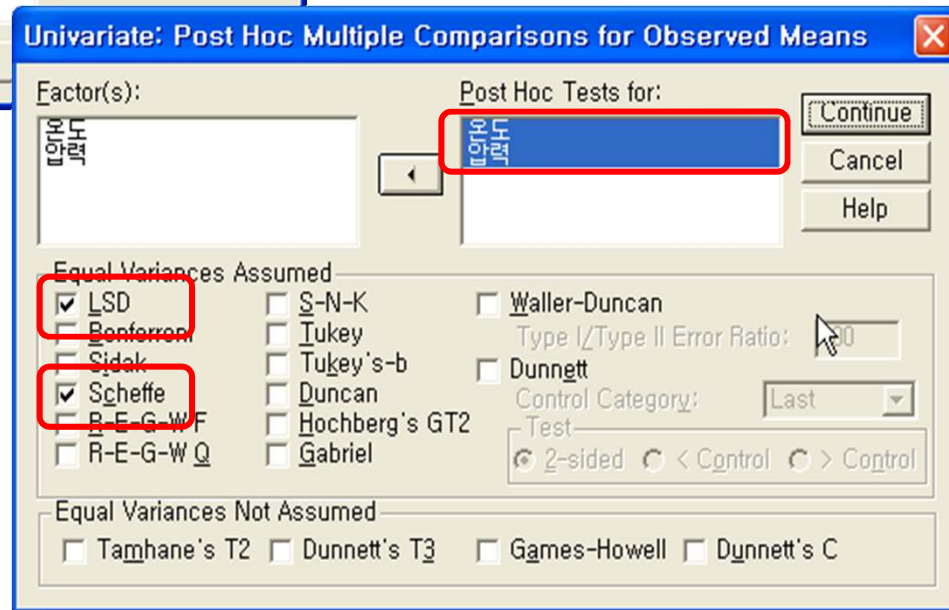 Univariate: Post Hoc Multiple Comparisons for Observed Means
Factor(s):
온도
압력
Post Hoc Tests for:
온도
압력
Continue
Cancel
Help
Equal Variances Assumed
LSD
Bonferroni
Sidak
Scheffe
R-E-G-W F
R-E-G-W Q
S-N-K
Tukey
Tukey's-b
Duncan
Hochberg's GT2
Gabriel
Waller-Duncan
Type I/Type II Error Ratio:
Dunnett
Control Category: Last
Test
2-sided < Control > Control
Equal Variances Not Assumed
Tamhane's T2 Dunnett's T3 Games-Howell Dunnett's C